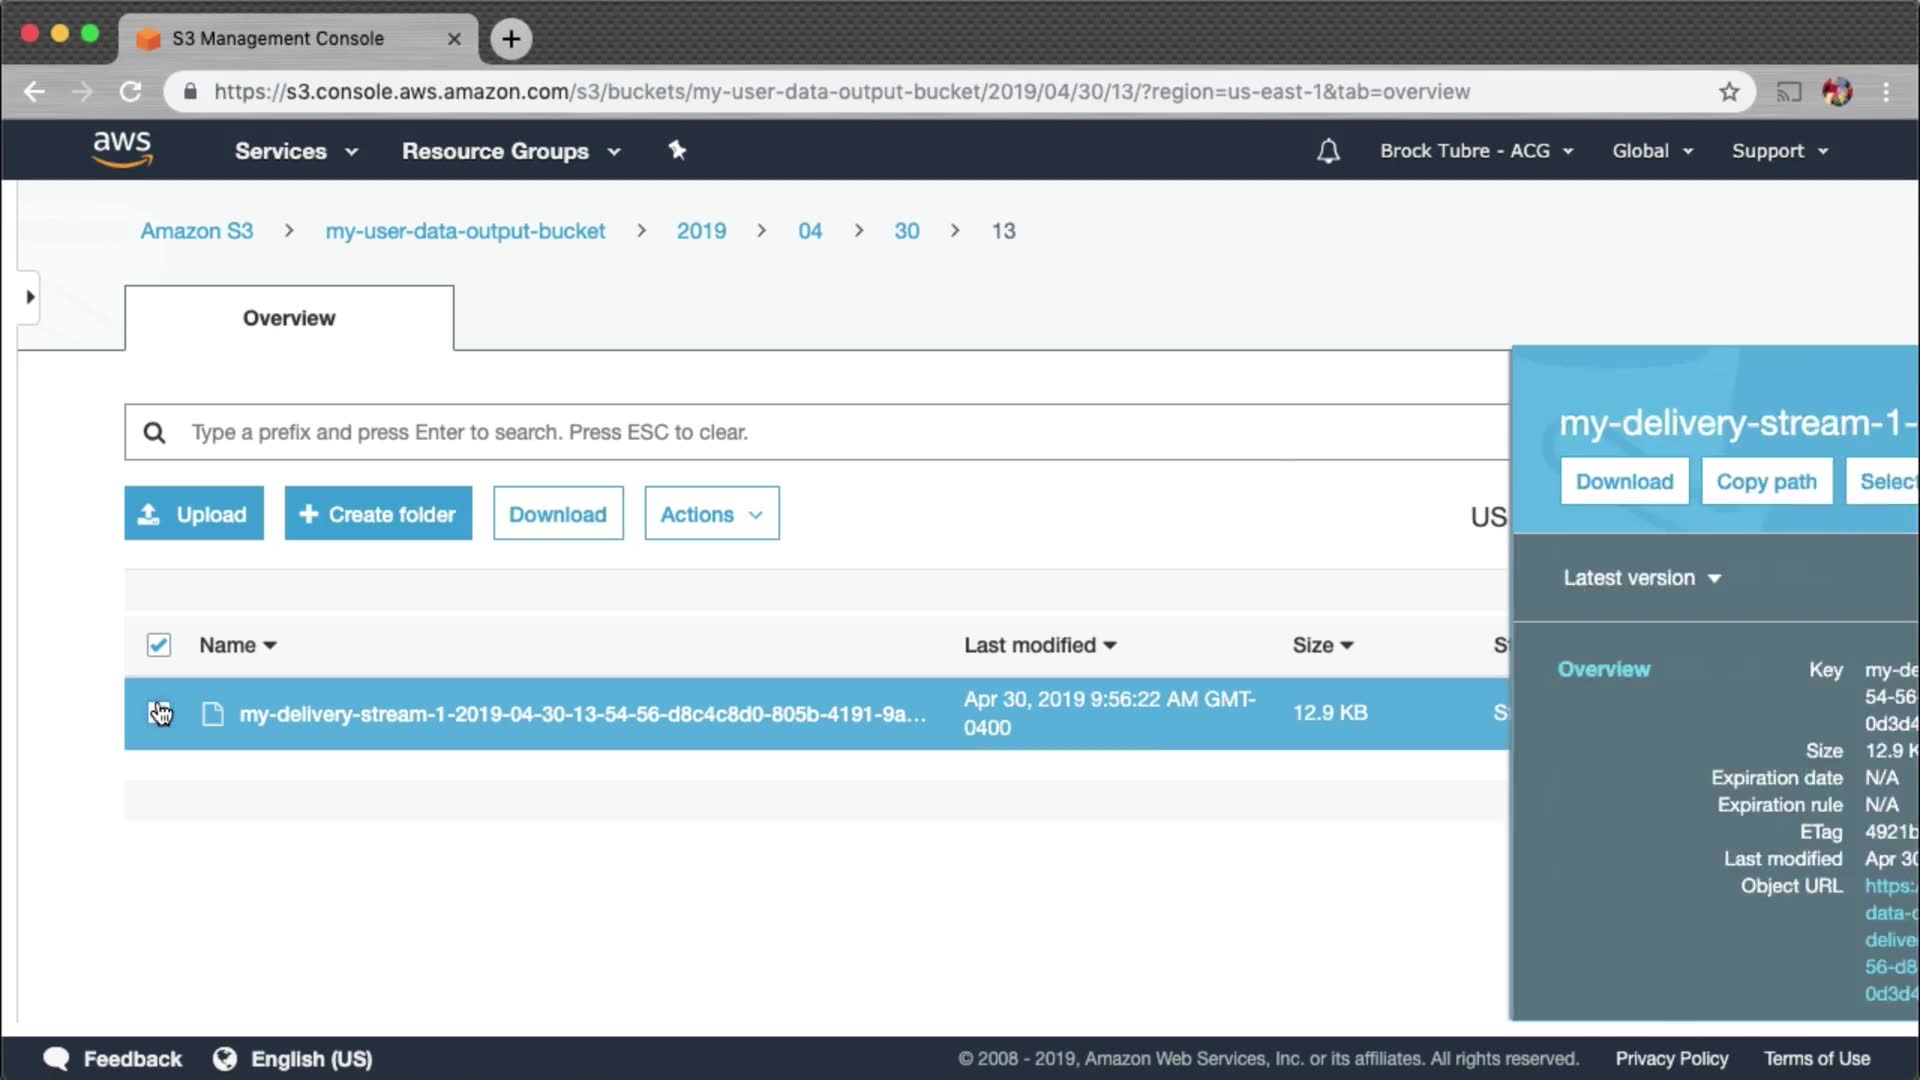 S3 Management Console
https://s3.console.aws.amazon.com/s3/buckets/my-user-data-output-bucket/2019/04/30/13/?region=us-east-1&tab=overview
aws Services Resource Groups Brock Tubre - ACG Global Support
Amazon S3 > my-user-data-output-bucket > 2019 > 04 > 30 > 13
Overview
Type a prefix and press Enter to search. Press ESC to clear.
Upload + Create folder Download Actions US
Name Last modified Size S
my-delivery-stream-1-2019-04-30-13-54-56-d8c4c8d0-805b-4191-9a... Apr 30, 2019 9:56:22 AM GMT-
0400 12.9 KB S
my-delivery-stream-1-
Download Copy path Select
Latest version
Overview
Key my-de
54-56
0d3d4
Size 12.9 K
Expiration date N/A
Expiration rule N/A
ETag 4921b
Last modified Apr 30
Object URL https:/
data-o
delive
56-d8
0d3d4
Feedback English (US) © 2008 - 2019, Amazon Web Services, Inc. or its affiliates. All rights reserved. Privacy Policy Terms of Use